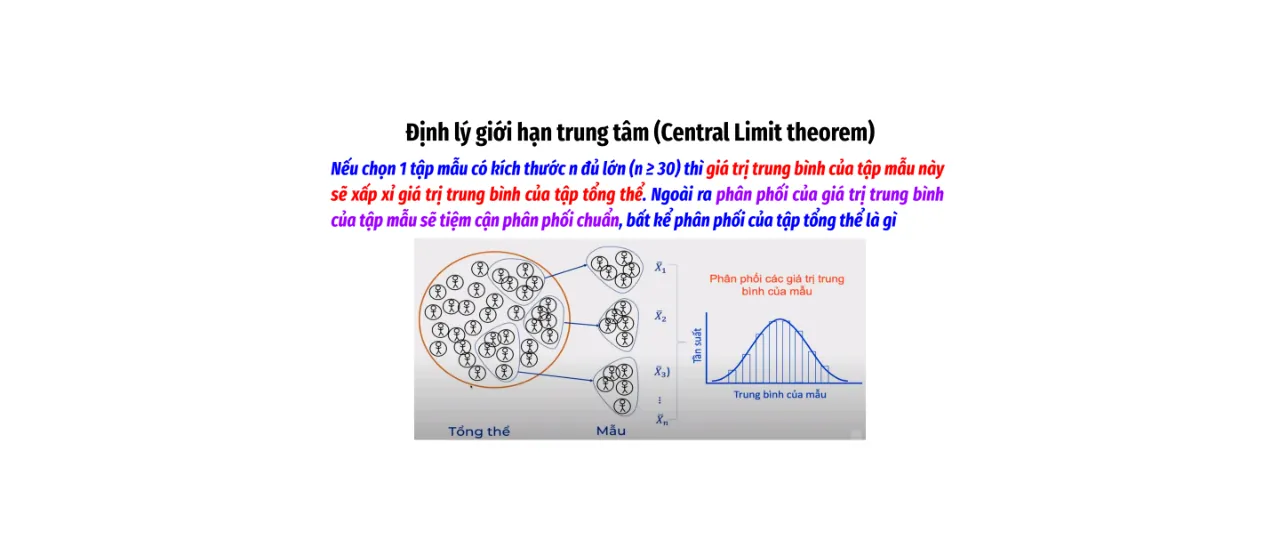 Định lý giới hạn trung tâm (Central Limit theorem)
Nếu chọn 1 tập mẫu có kích thước n đủ lớn (n ≥ 30) thì giá trị trung bình của tập mẫu này
sẽ xấp xỉ giá trị trung bình của tập tổng thể. Ngoài ra phân phối của giá trị trung bình
của tập mẫu sẽ tiệm cận phân phối chuẩn, bất kể phân phối của tập tổng thể là gì
X̄₁
X̄₂
X̄₃}
⋮
X̄ₙ
Tổng thể
Mẫu
Phân phối các giá trị trung
bình của mẫu
Tần suất
Trung bình của mẫu